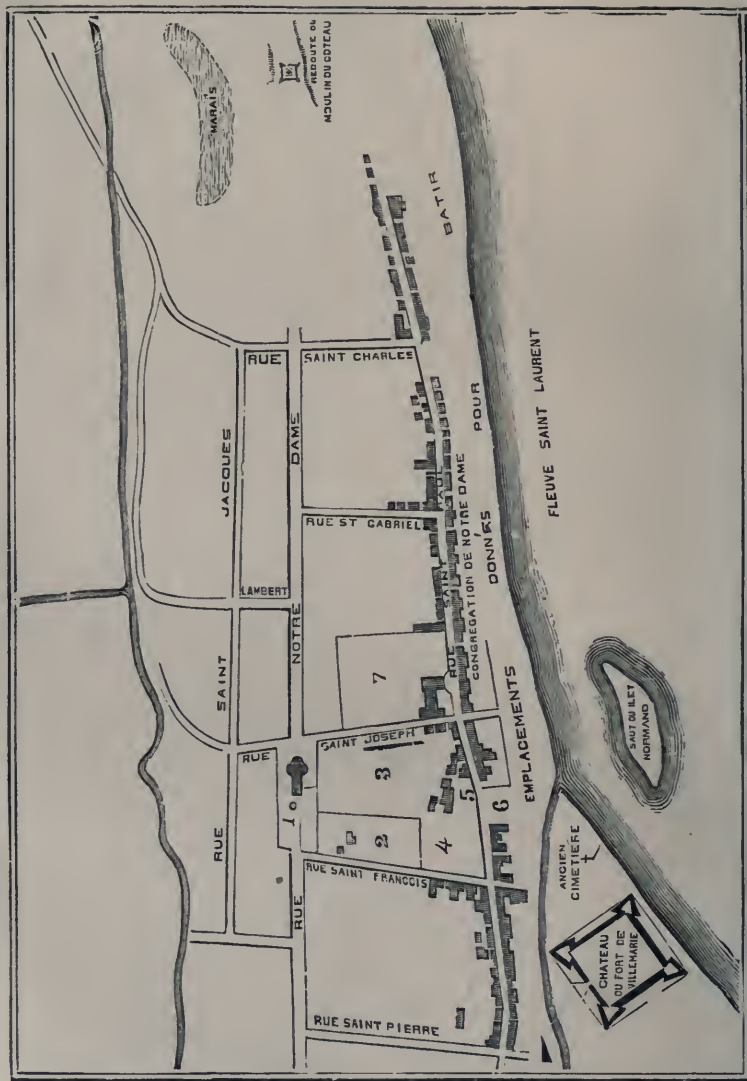 MARAIS
REDOUTE OU
MOULIN DU COTEAU
RUE SAINT JACQUES
RUE NOTRE DAME
RUE SAINT CHARLES
LAMBERT
RUE ST GABRIEL
RUE SAINT PAUL
CONGREGATION DE NOTRE DAME
EMPLACEMENTS DONNÉS POUR BATIR
FLEUVE SAINT LAURENT
RUE SAINT JOSEPH
RUE SAINT FRANCOIS
RUE SAINT PIERRE
1
2
3
4
5
6
7
SAUT OU ILET
NORMAND
ANCIEN
CIMETIERE
CHATEAU
OU FORT DE
VILLEMARIE